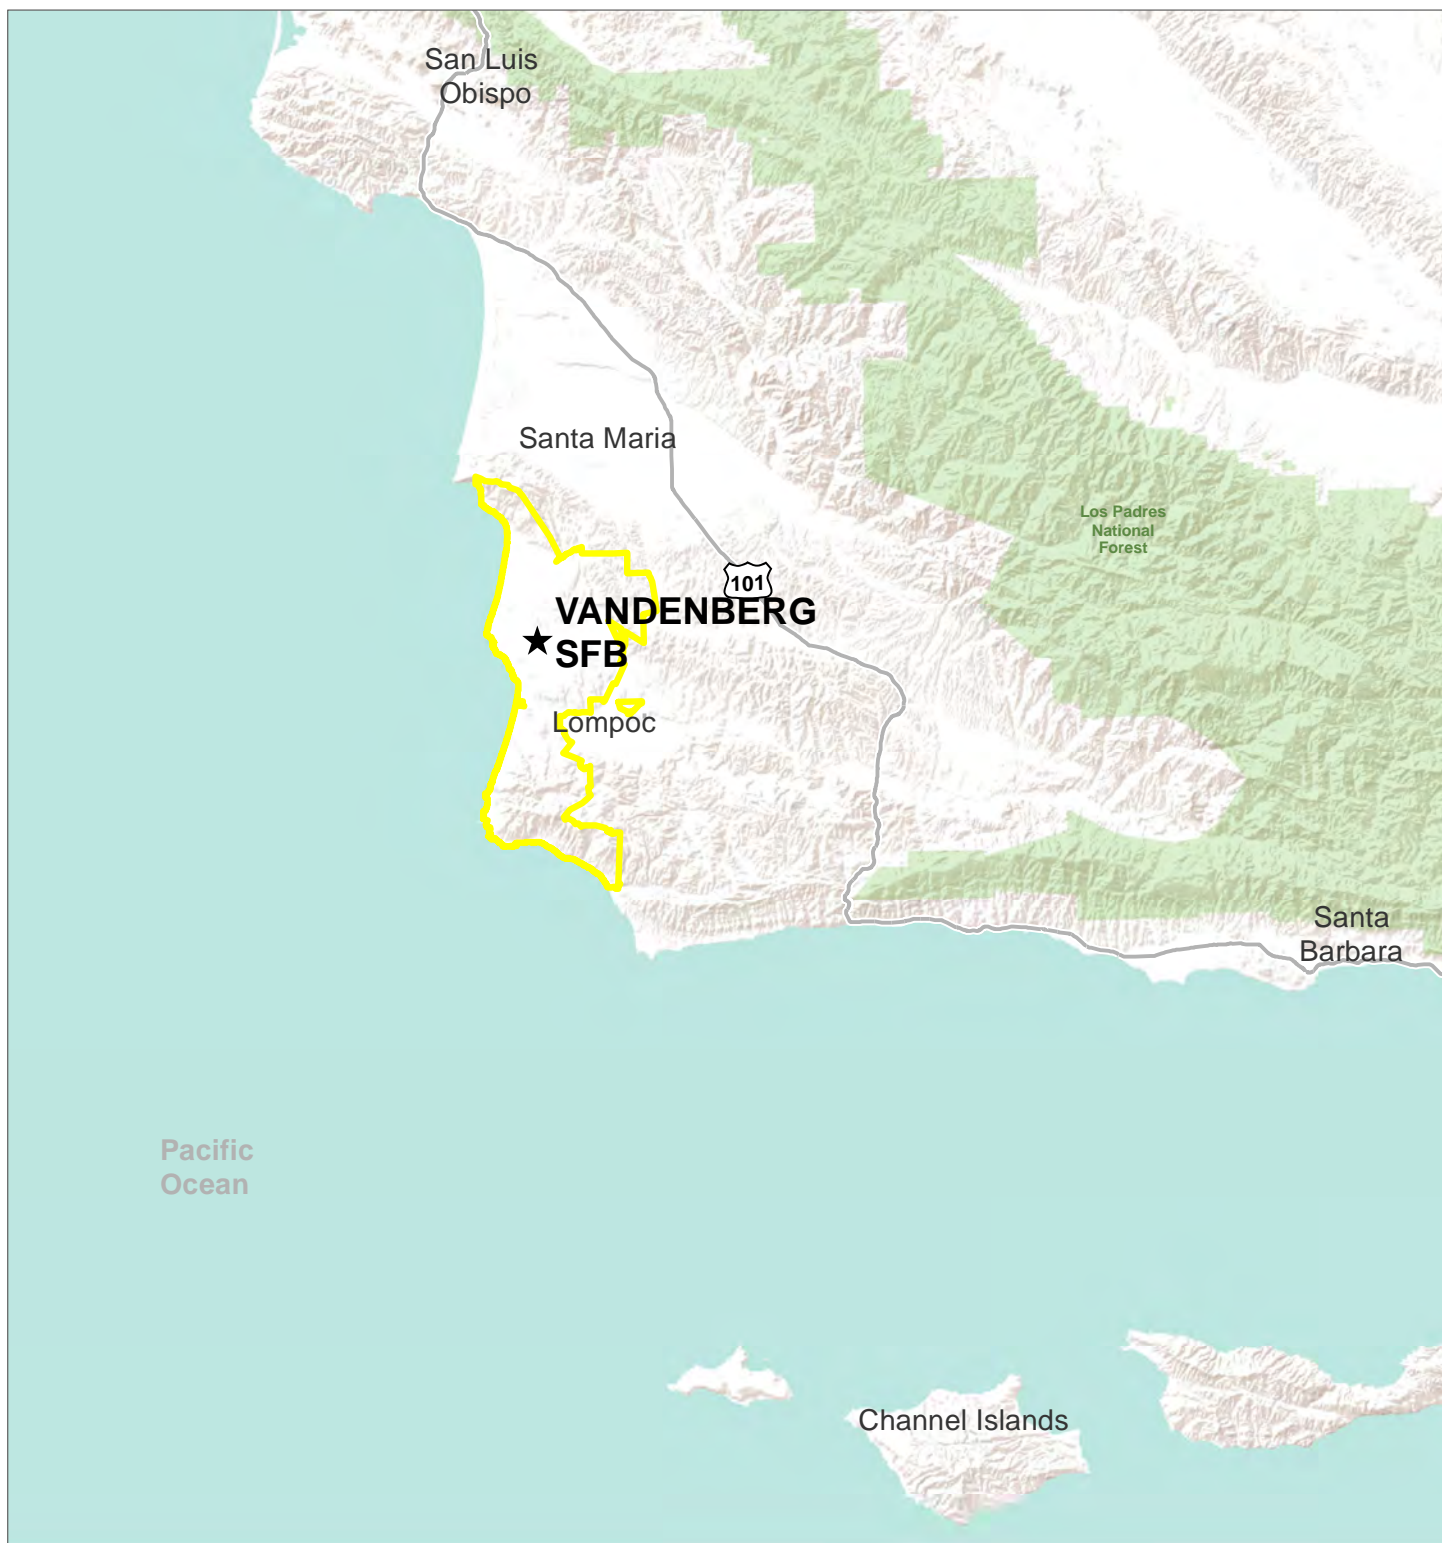 San Luis
Obispo
Santa Maria
Los Padres
National
Forest
101
VANDENBERG
SFB
Lompoc
Santa
Barbara
Pacific
Ocean
Channel Islands